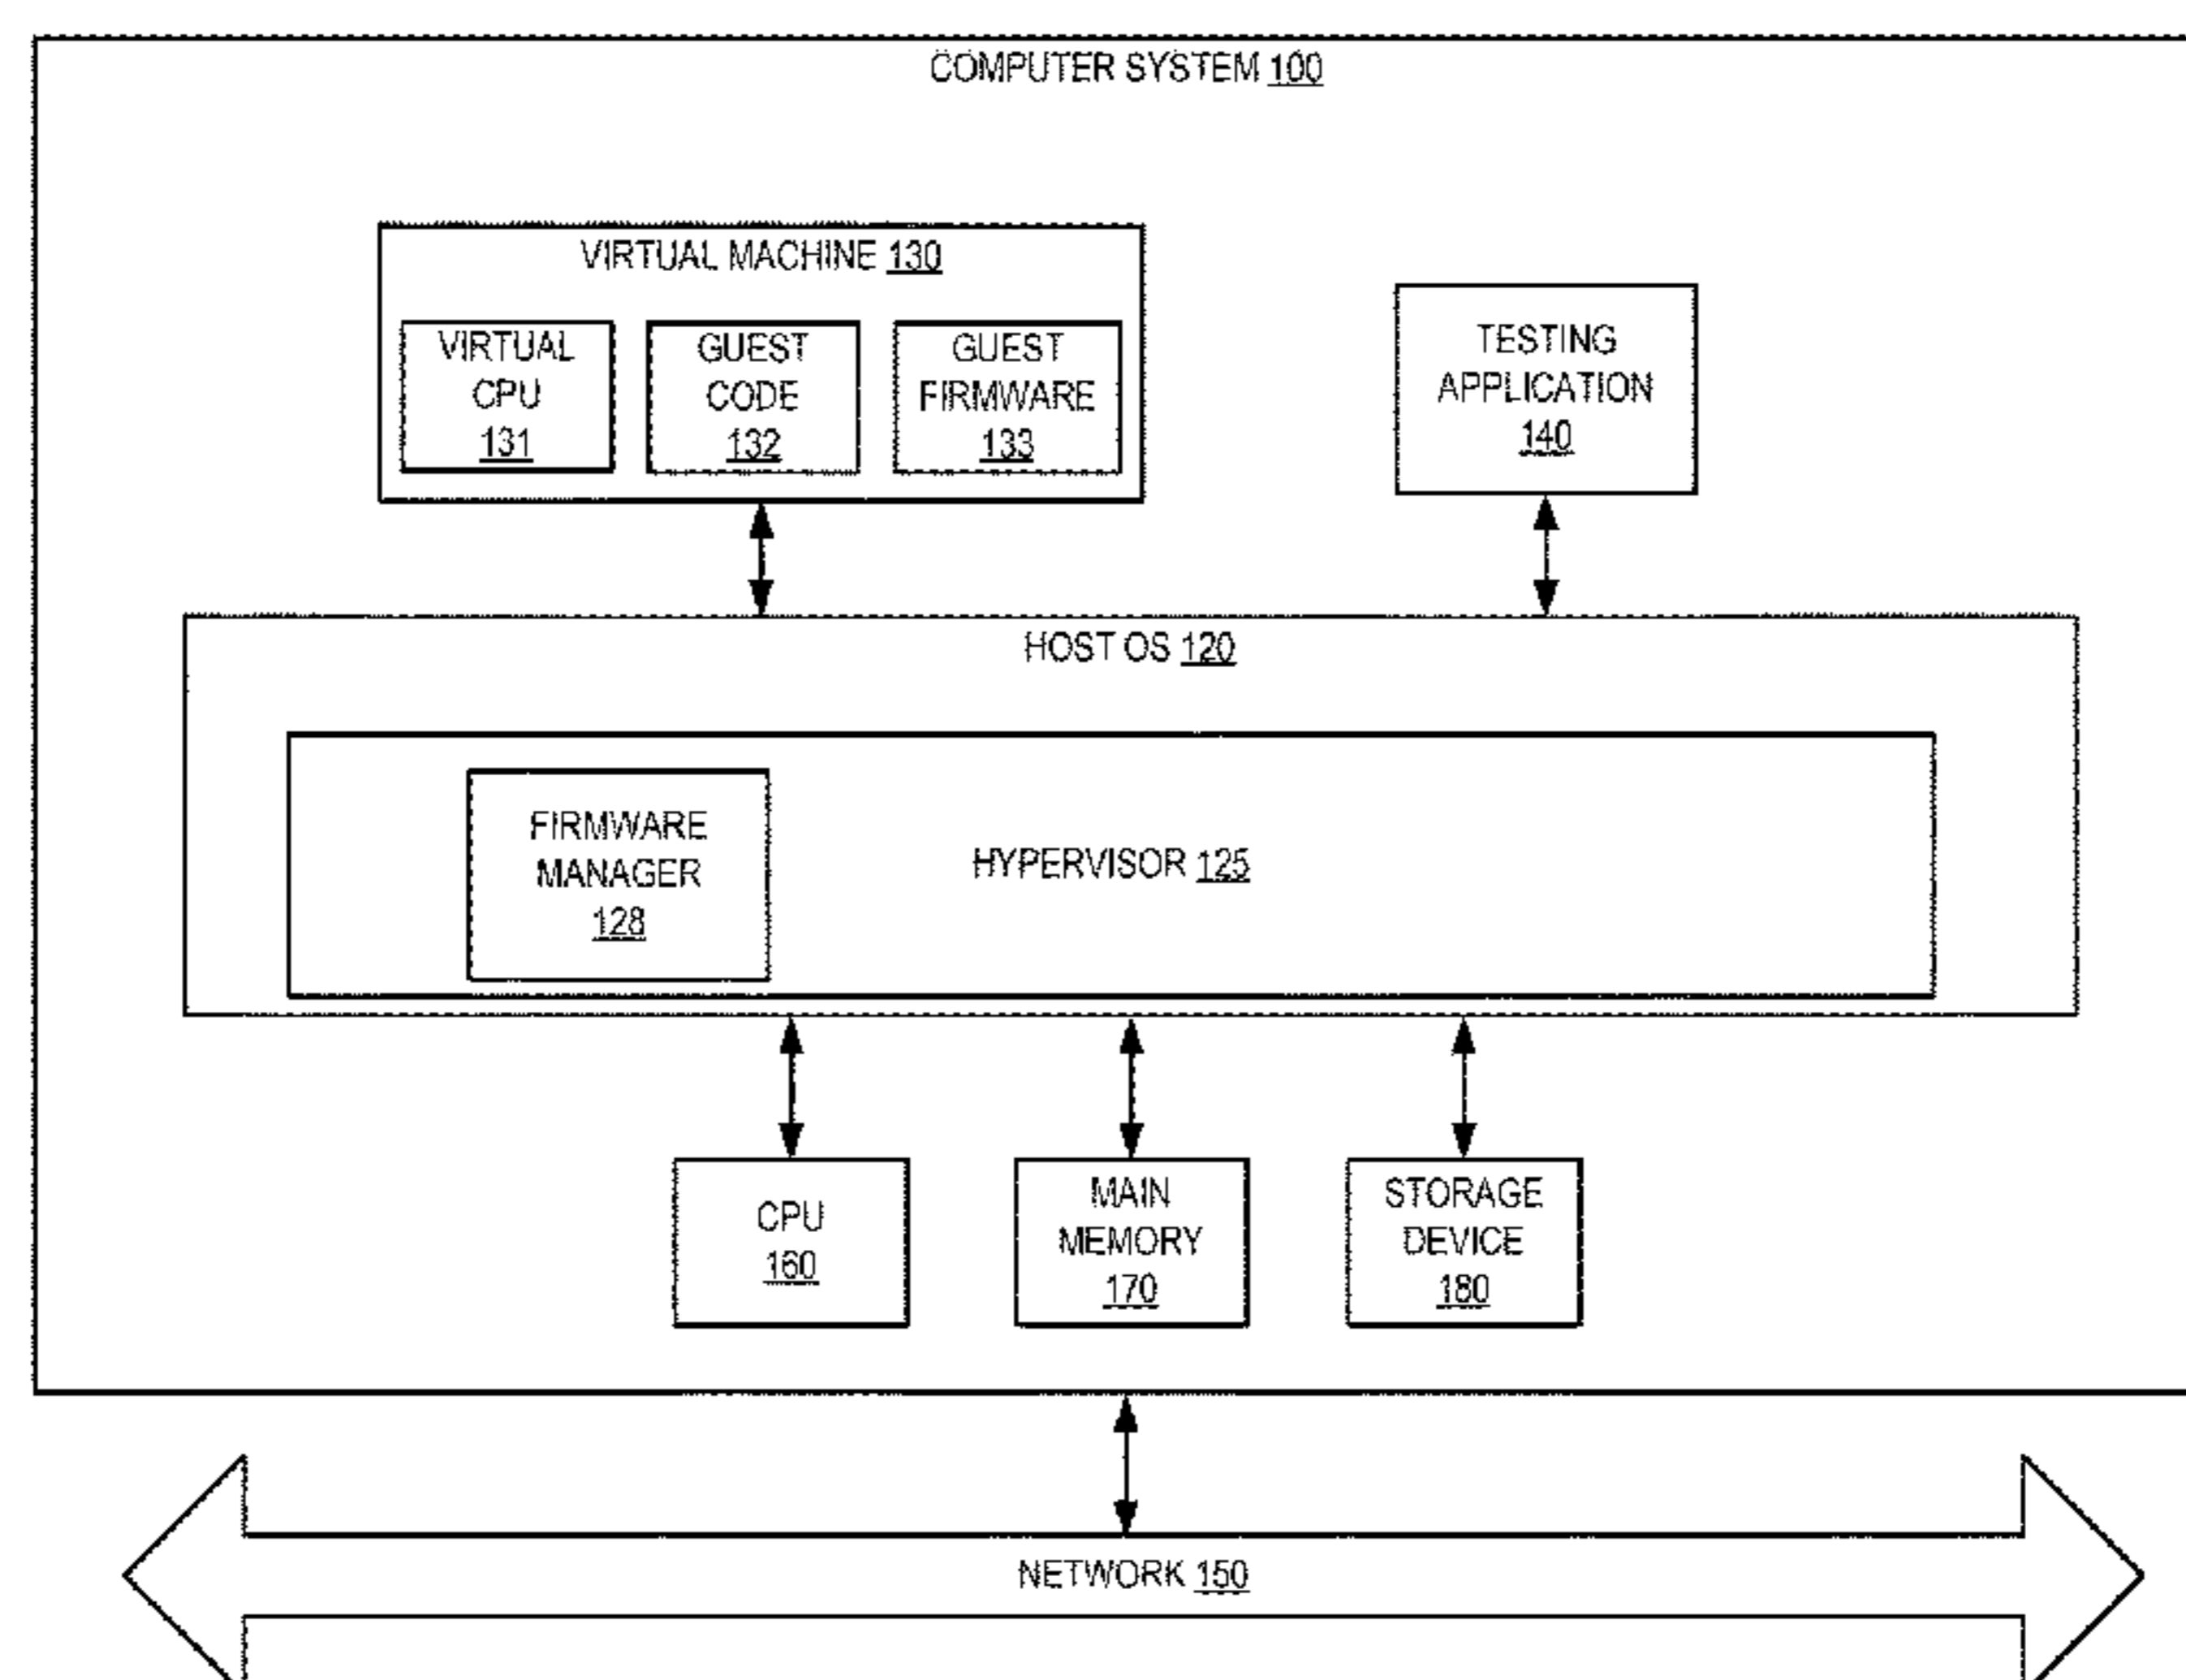 COMPUTER SYSTEM 100
VIRTUAL MACHINE 130
VIRTUAL
CPU
131
GUEST
CODE
132
GUEST
FIRMWARE
133
TESTING
APPLICATION
140
HOST OS 120
FIRMWARE
MANAGER
128
HYPERVISOR 125
CPU
160
MAIN
MEMORY
170
STORAGE
DEVICE
180
NETWORK 150